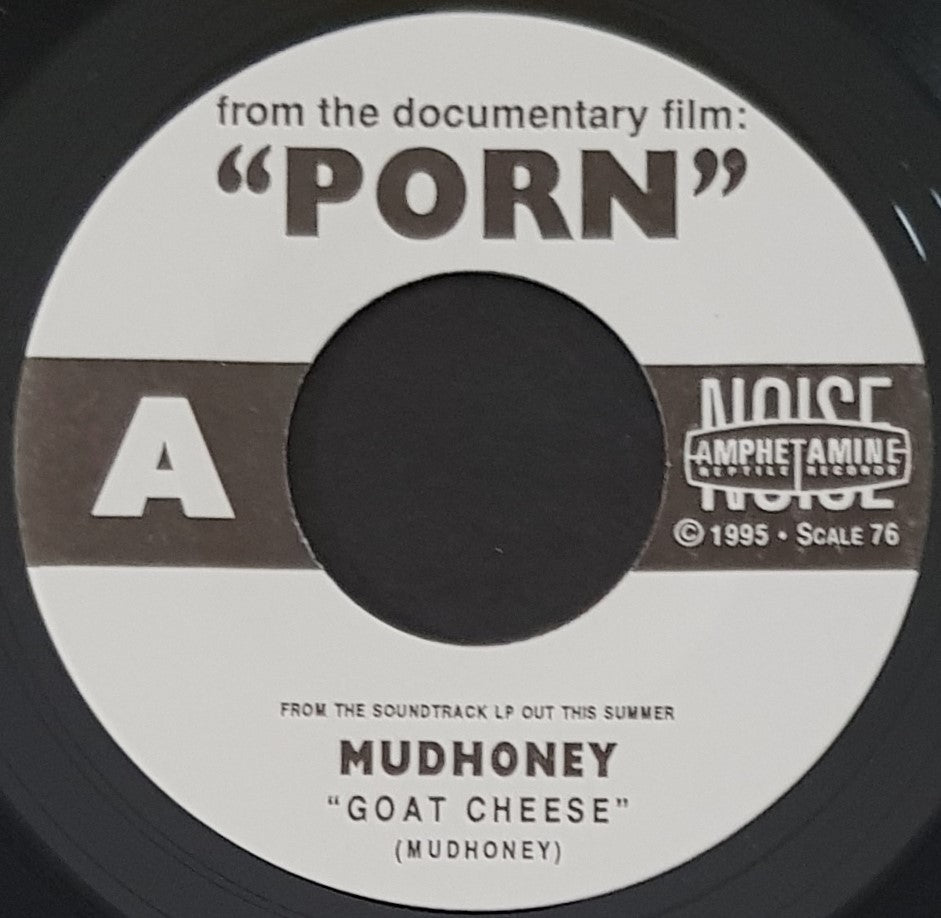 from the documentary film:
“PORN”
A
NOISE
AMPHETAMINE
REPTILE RECORDS
NOISE
© 1995 • SCALE 76
FROM THE SOUNDTRACK LP OUT THIS SUMMER
MUDHONEY
“GOAT CHEESE”
(MUDHONEY)